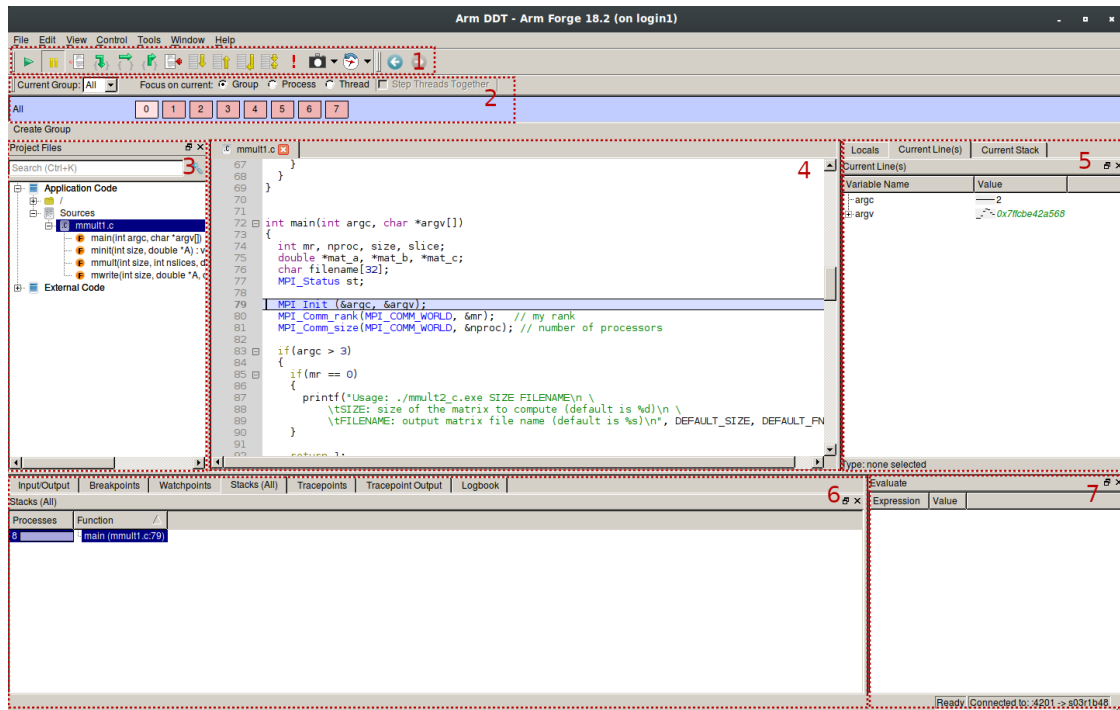 Arm DDT - Arm Forge 18.2 (on login1)
File Edit View Control Tools Window Help
1
Current Group: All Focus on current: Group Process Thread Step Threads Together
2
All 0 1 2 3 4 5 6 7
Create Group
Project Files
3
Search (Ctrl+K)
Application Code
/
Sources
mmult1.c
main(int argc, char *argv[])
minit(int size, double *A) : v
mmult(int size, int nslices, d
mwrite(int size, double *A, c
External Code
mmult1.c
4
67 }
68 }
69 }
70
71
72 int main(int argc, char *argv[])
73 {
74 int mr, nproc, size, slice;
75 double *mat_a, *mat_b, *mat_c;
76 char filename[32];
77 MPI_Status st;
78
79 MPI_Init (&argc, &argv);
80 MPI_Comm_rank(MPI_COMM_WORLD, &mr); // my rank
81 MPI_Comm_size(MPI_COMM_WORLD, &nproc); // number of processors
82
83 if(argc > 3)
84 {
85 if(mr == 0)
86 {
87 printf("Usage: ./mmult2_c.exe SIZE FILENAME\n \
88 \tSIZE: size of the matrix to compute (default is %d)\n \
89 \tFILENAME: output matrix file name (default is %s)\n", DEFAULT_SIZE, DEFAULT_FN
90 }
91
92 return 1;
Locals Current Line(s) Current Stack
5
Current Line(s)
Variable Name Value
argc 2
argv 0x7ffcbe42a568
Type: none selected
Input/Output Breakpoints Watchpoints Stacks (All) Tracepoints Tracepoint Output Logbook
Stacks (All)
6
Processes Function
8 main (mmult1.c:79)
Evaluate
7
Expression Value
Ready Connected to: :4201 -> s03r1b48